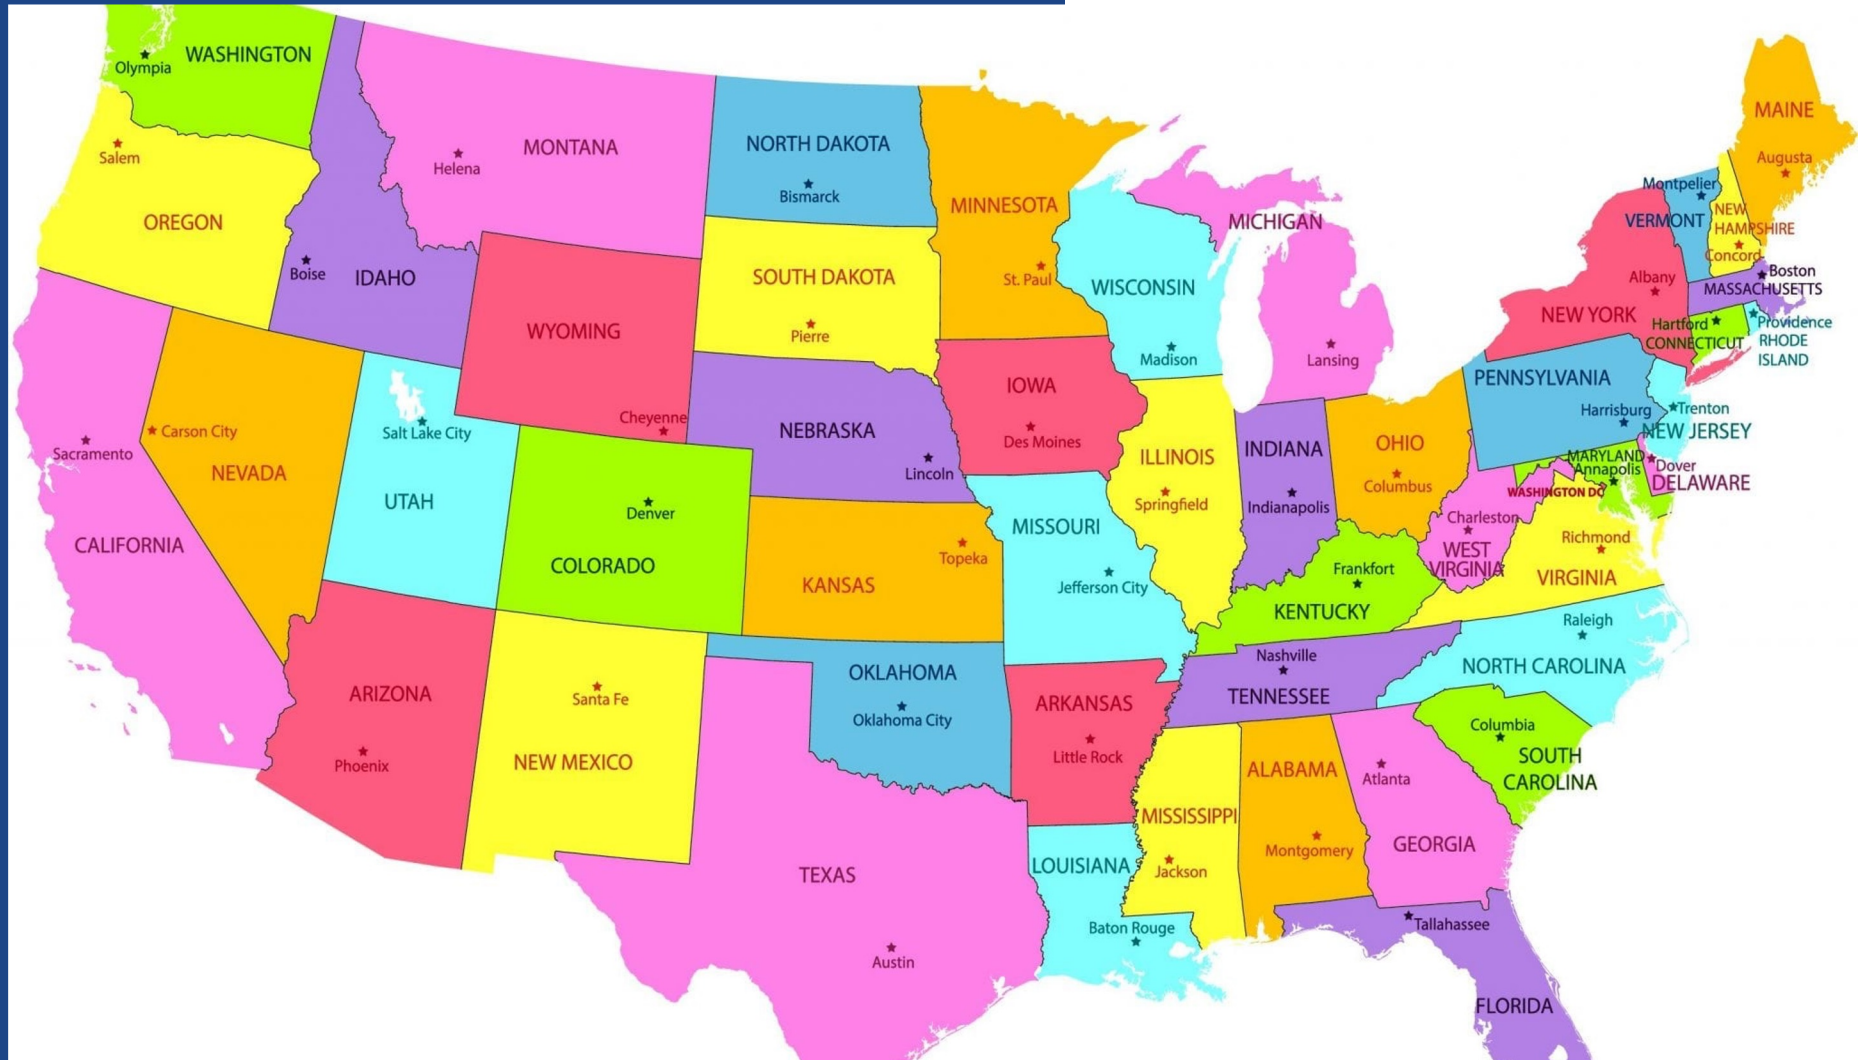 WASHINGTON
Olympia
MONTANA
Helena
NORTH DAKOTA
Bismarck
MINNESOTA
St. Paul
MAINE
Augusta
Salem
OREGON
Boise
IDAHO
WYOMING
Cheyenne
SOUTH DAKOTA
Pierre
WISCONSIN
Madison
MICHIGAN
Lansing
Montpelier
VERMONT
NEW
HAMPSHIRE
Concord
Boston
MASSACHUSETTS
Albany
NEW YORK
Hartford
CONNECTICUT
Providence
RHODE
ISLAND
IOWA
Des Moines
NEBRASKA
Lincoln
PENNSYLVANIA
Harrisburg
Trenton
NEW JERSEY
Sacramento
CALIFORNIA
Carson City
NEVADA
Salt Lake City
UTAH
Denver
COLORADO
Topeka
KANSAS
MISSOURI
Jefferson City
ILLINOIS
Springfield
INDIANA
Indianapolis
OHIO
Columbus
MARYLAND
Annapolis
Dover
DELAWARE
WASHINGTON DC
Charleston
WEST
VIRGINIA
Richmond
VIRGINIA
Frankfort
KENTUCKY
Raleigh
NORTH CAROLINA
Nashville
TENNESSEE
ARIZONA
Phoenix
Santa Fe
NEW MEXICO
OKLAHOMA
Oklahoma City
ARKANSAS
Little Rock
Columbia
SOUTH
CAROLINA
MISSISSIPPI
Jackson
ALABAMA
Montgomery
Atlanta
GEORGIA
TEXAS
Austin
LOUISIANA
Baton Rouge
Tallahassee
FLORIDA